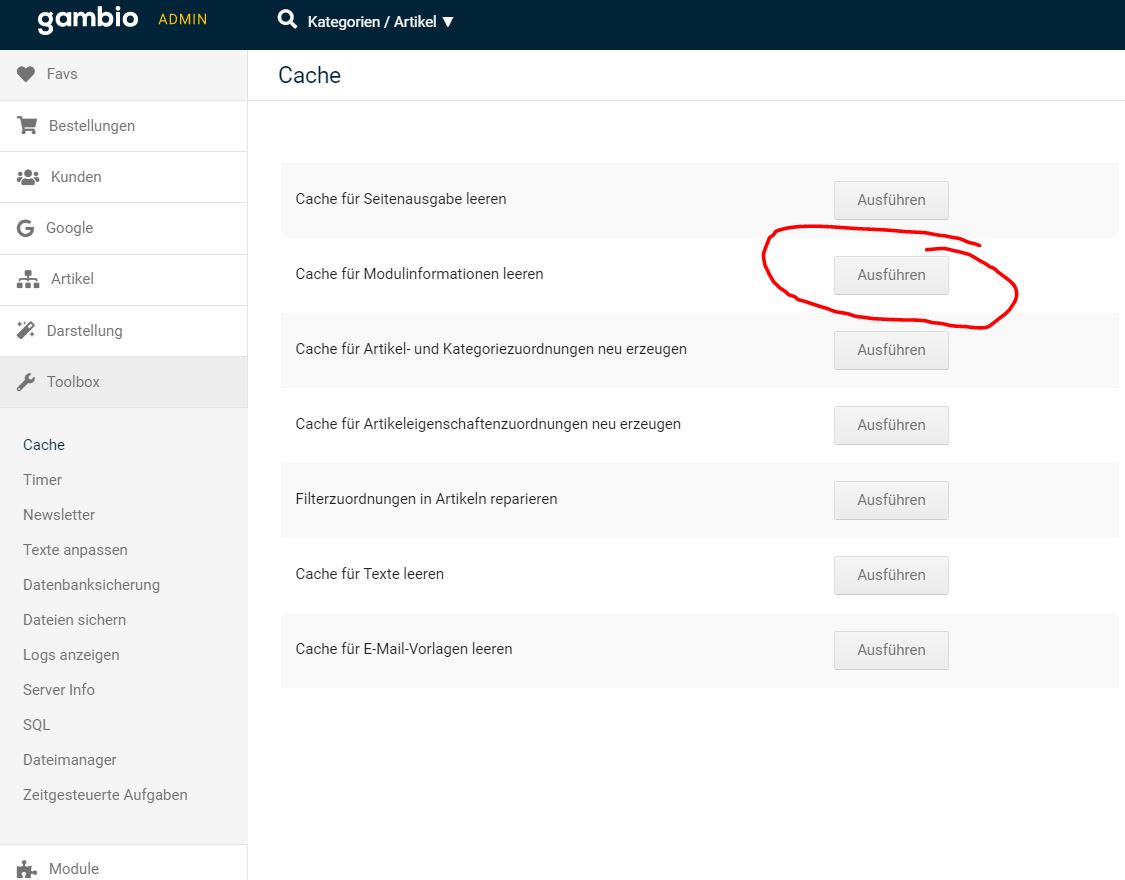 gambio ADMIN
Kategorien / Artikel ▼
Favs
Bestellungen
Kunden
Google
Artikel
Darstellung
Toolbox
Cache
Timer
Newsletter
Texte anpassen
Datenbanksicherung
Dateien sichern
Logs anzeigen
Server Info
SQL
Dateimanager
Zeitgesteuerte Aufgaben
Module
Cache
Cache für Seitenausgabe leeren Ausführen
Cache für Modulinformationen leeren Ausführen
Cache für Artikel- und Kategoriezuordnungen neu erzeugen Ausführen
Cache für Artikeleigenschaftenzuordnungen neu erzeugen Ausführen
Filterzuordnungen in Artikeln reparieren Ausführen
Cache für Texte leeren Ausführen
Cache für E-Mail-Vorlagen leeren Ausführen